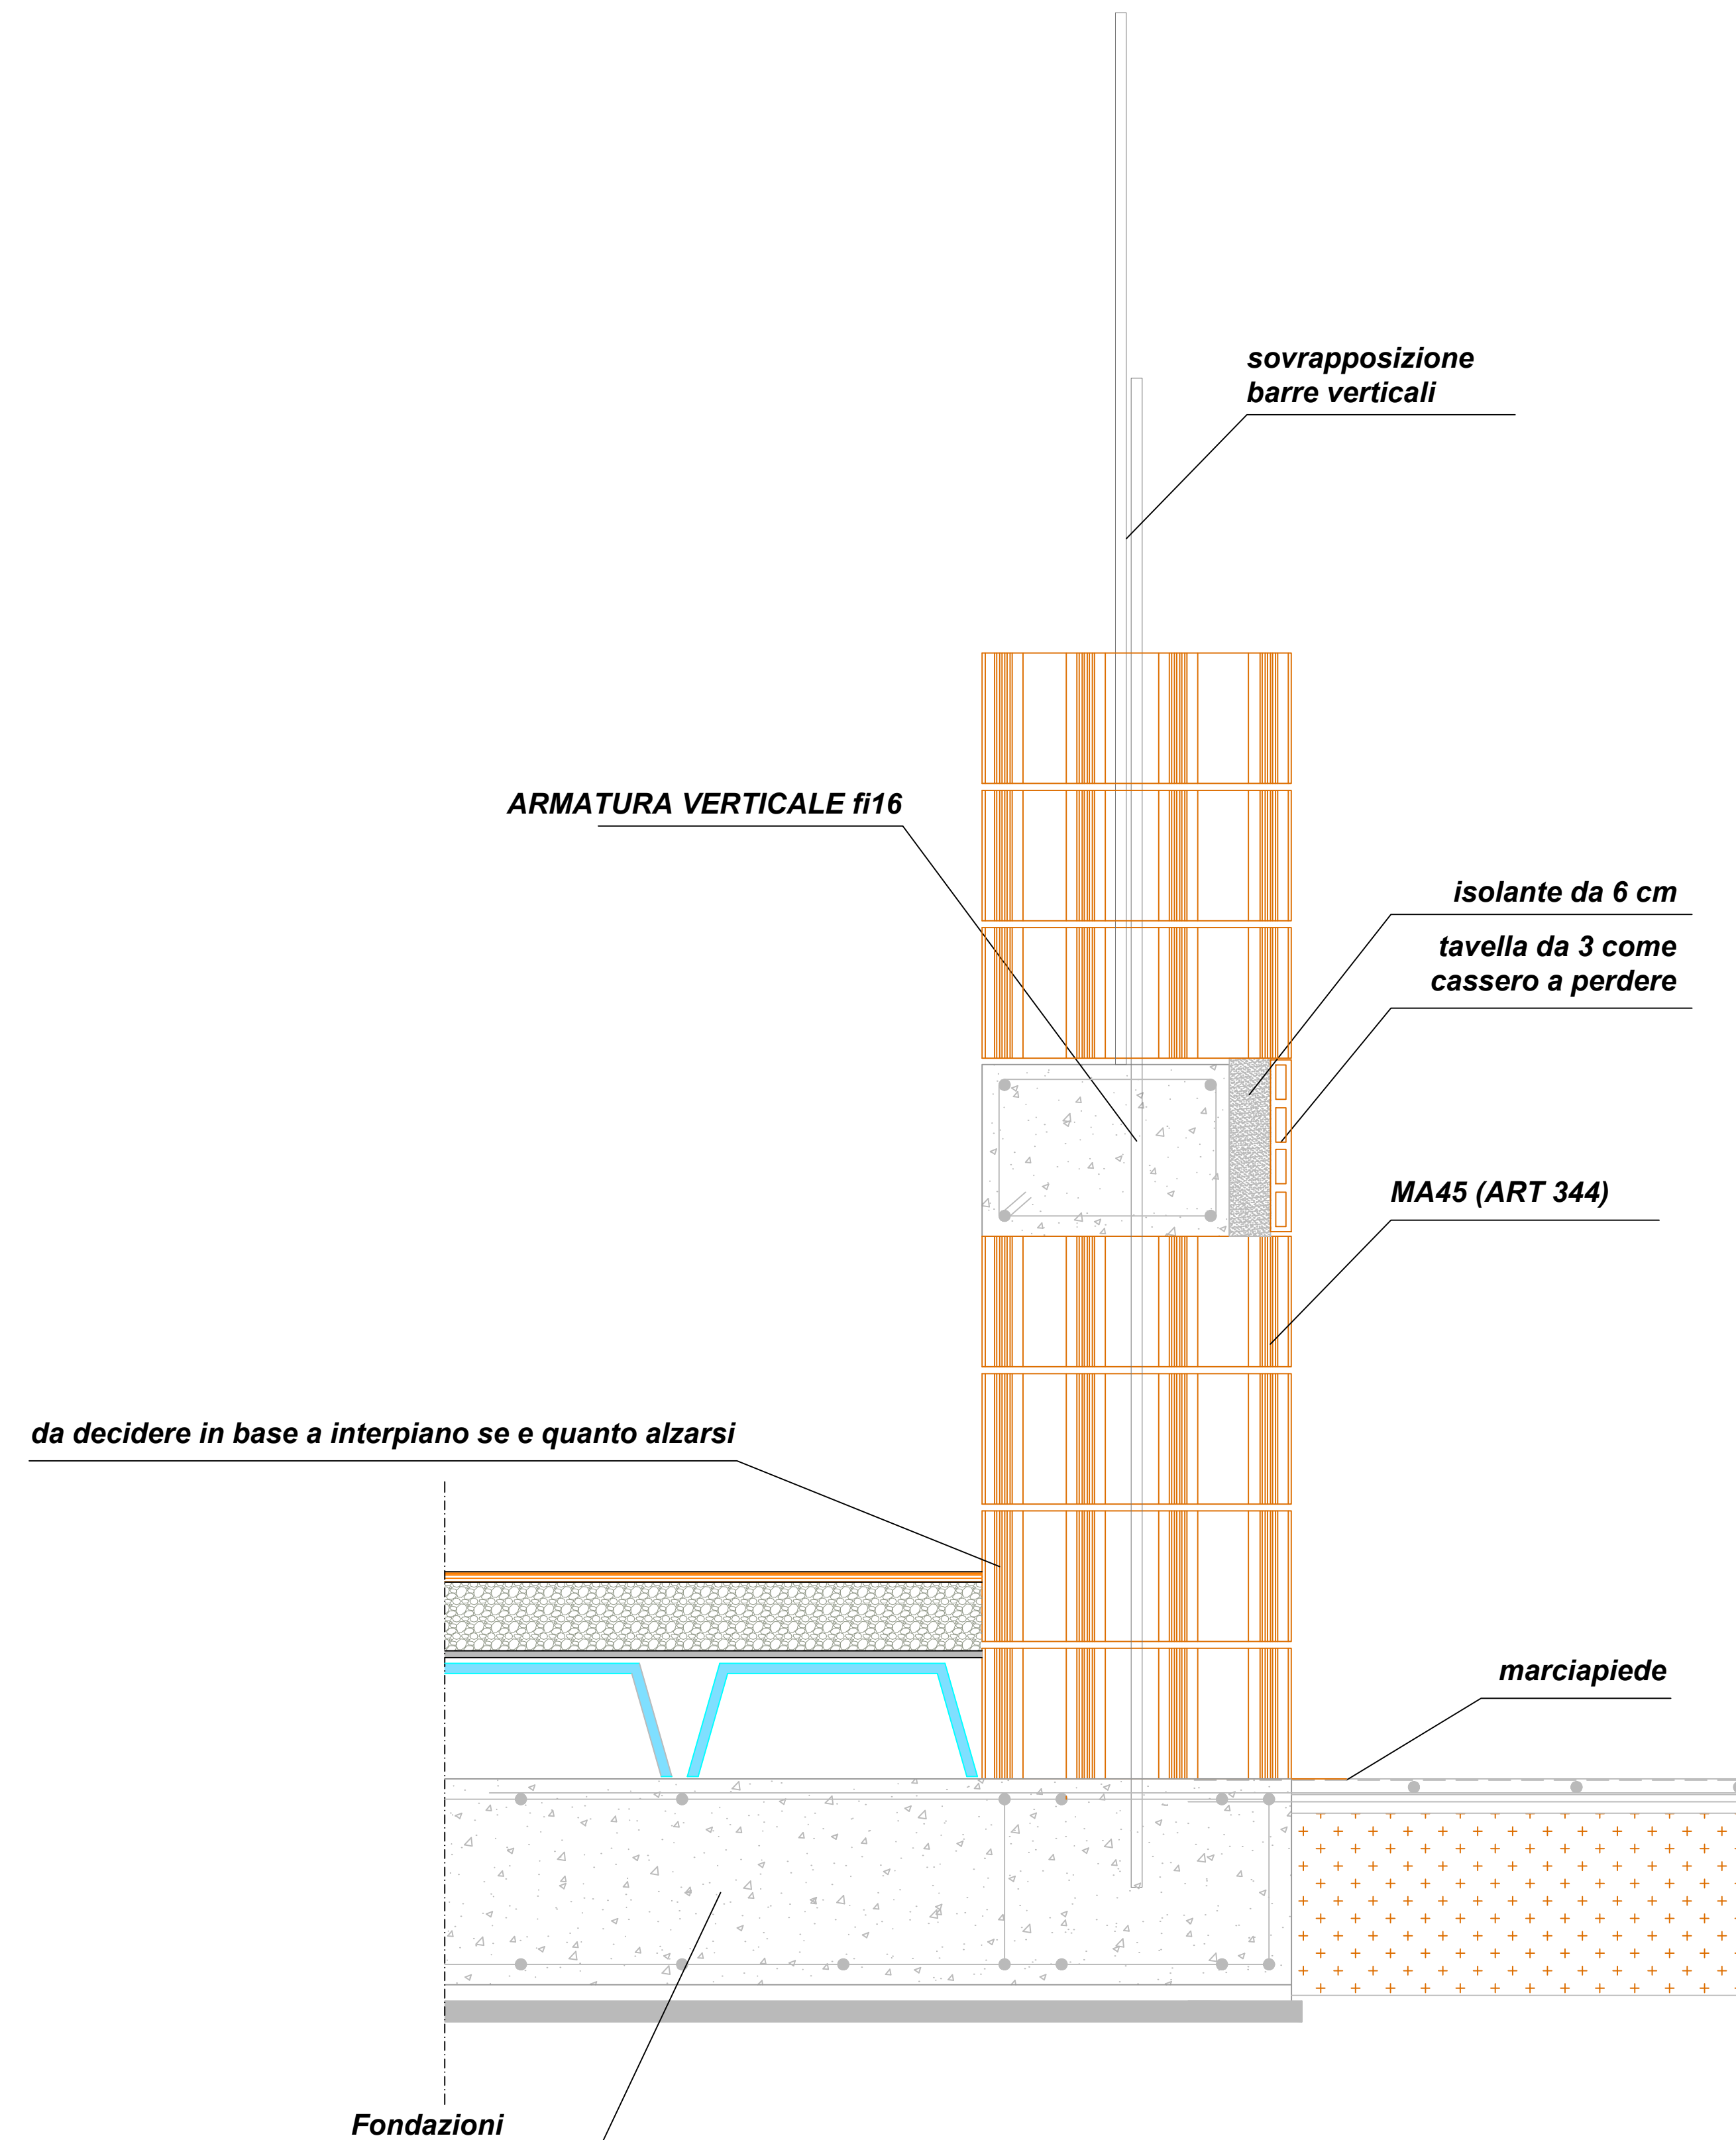 sovrapposizione
barre verticali
ARMATURA VERTICALE fi16
isolante da 6 cm
tavella da 3 come
cassero a perdere
MA45 (ART 344)
da decidere in base a interpiano se e quanto alzarsi
marciapiede
Fondazioni